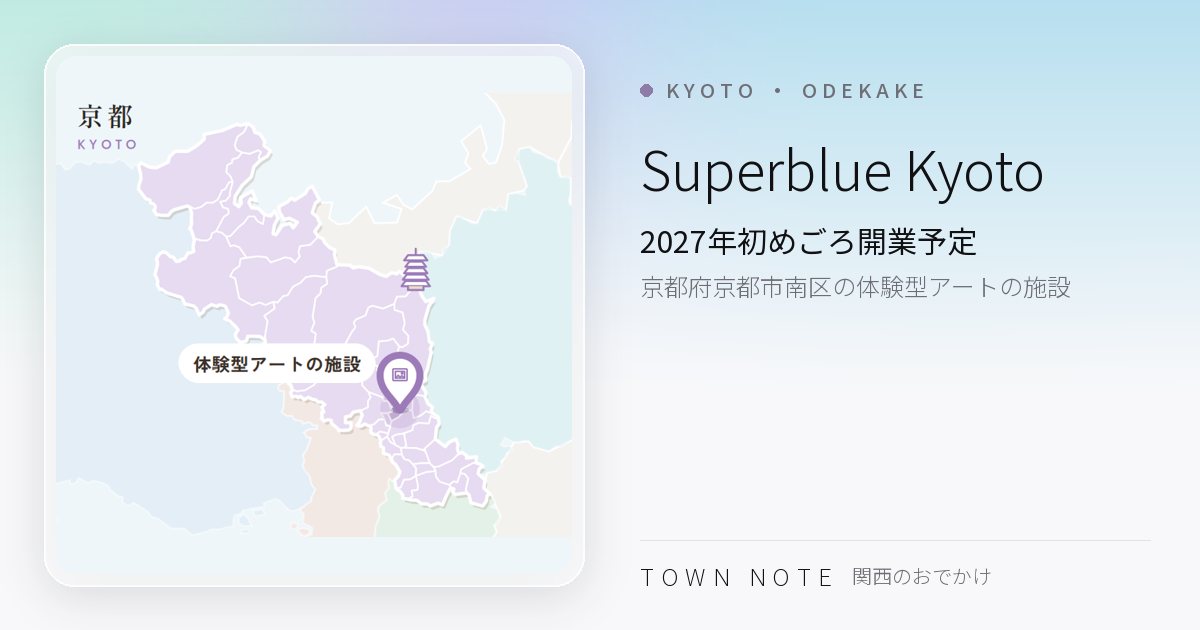 京都
KYOTO
体験型アートの施設
KYOTO • ODEKAKE
Superblue Kyoto
2027年初めごろ開業予定
京都府京都市南区の体験型アートの施設
TOWN NOTE 関西のおでかけ